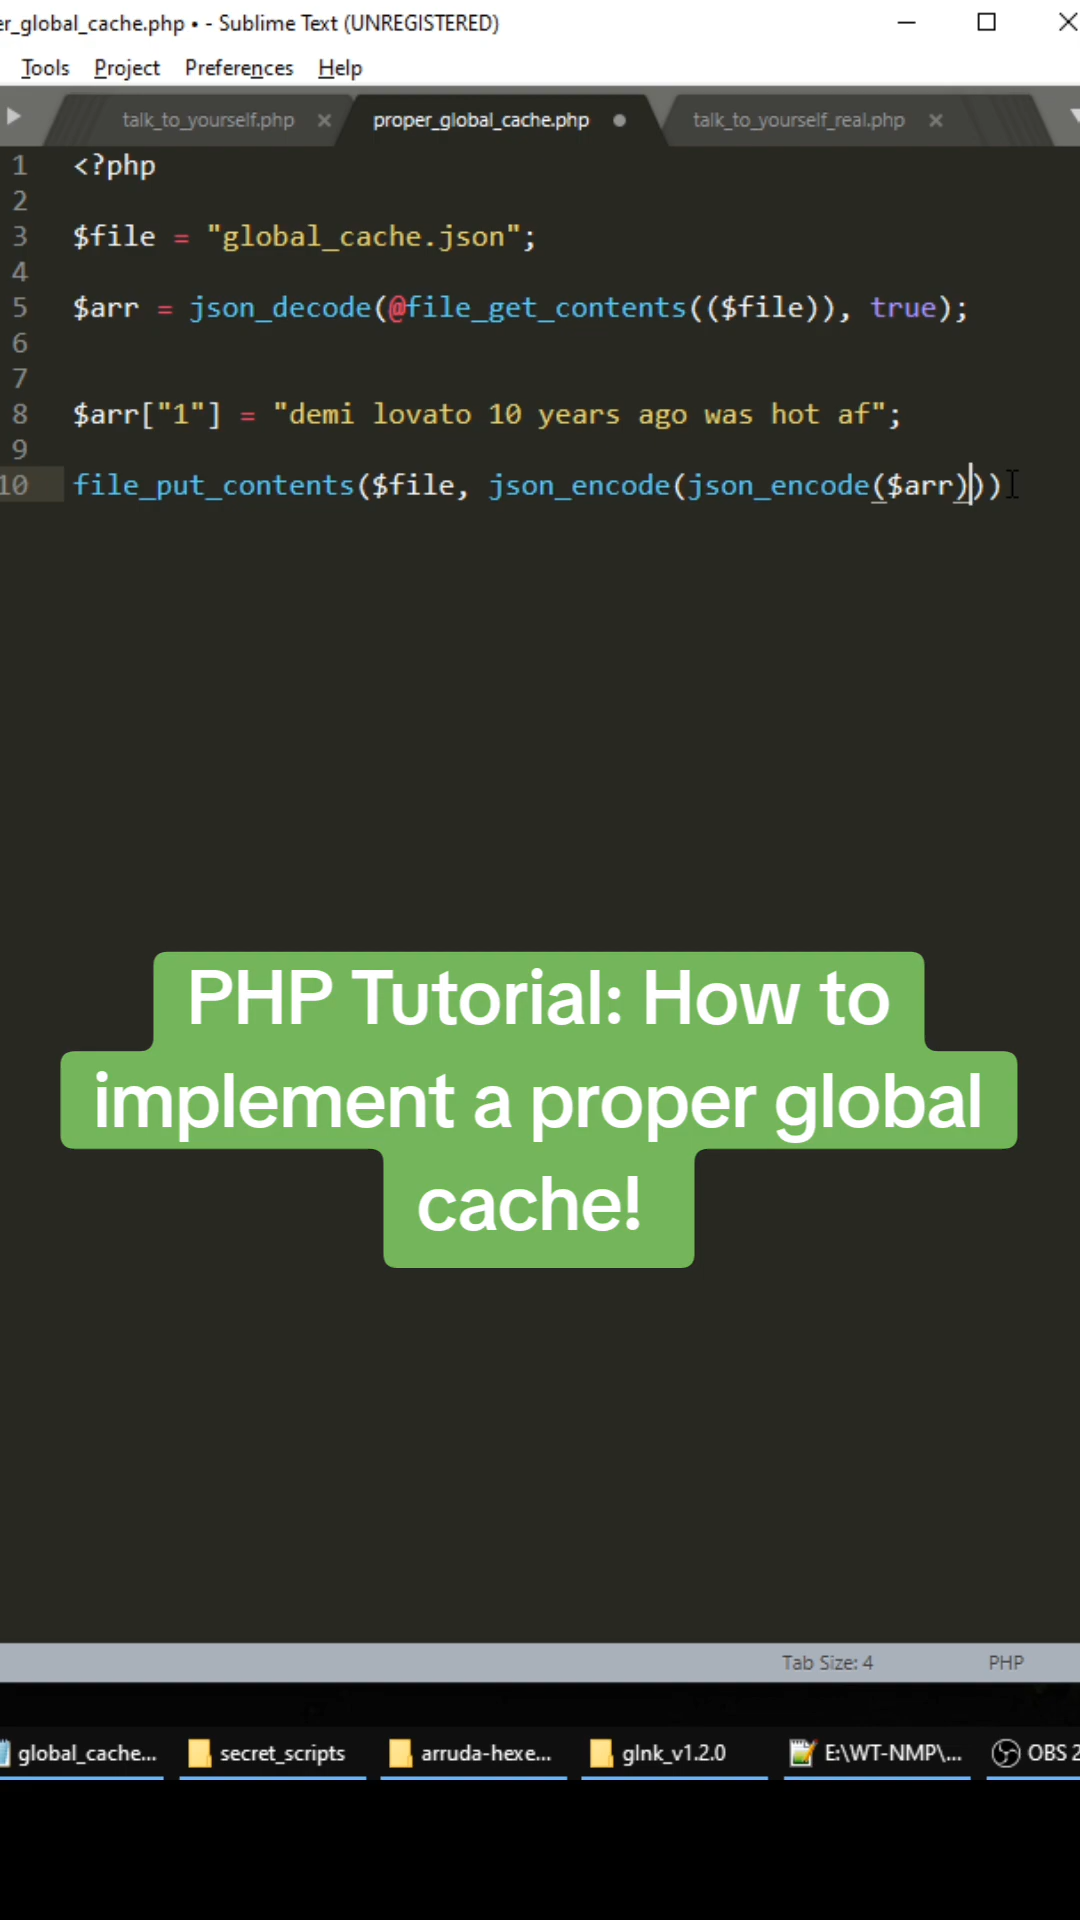 er_global_cache.php • - Sublime Text (UNREGISTERED)
Tools Project Preferences Help
talk_to_yourself.php × proper_global_cache.php ● talk_to_yourself_real.php ×
1 <?php
2
3 $file = "global_cache.json";
4
5 $arr = json_decode(@file_get_contents(($file)), true);
6
7
8 $arr["1"] = "demi lovato 10 years ago was hot af";
9
10 file_put_contents($file, json_encode(json_encode($arr)))
PHP Tutorial: How to
implement a proper global
cache!
Tab Size: 4 PHP
global_cache... secret_scripts arruda-hexe... glnk_v1.2.0 E:\WT-NMP\... OBS 2